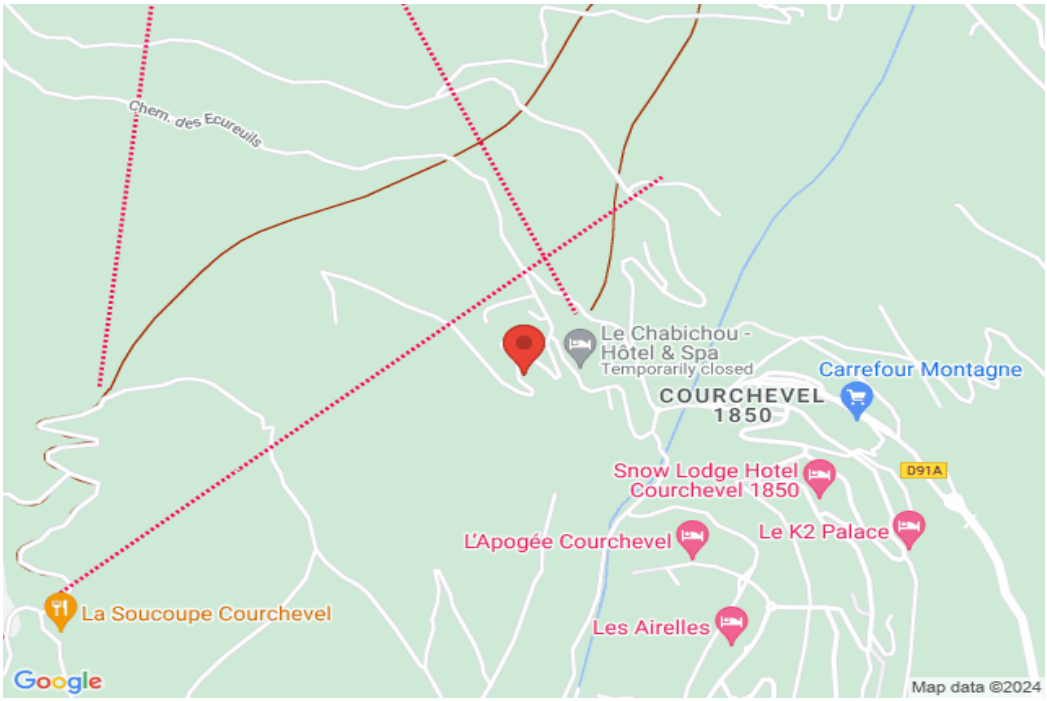 Chem. des Ecureuils
Le Chabichou -
Hôtel & Spa
Temporarily closed
Carrefour Montagne
COURCHEVEL
1850
D91A
Snow Lodge Hotel
Courchevel 1850
Le K2 Palace
L'Apogée Courchevel
La Soucoupe Courchevel
Les Airelles
Google
Map data ©2024